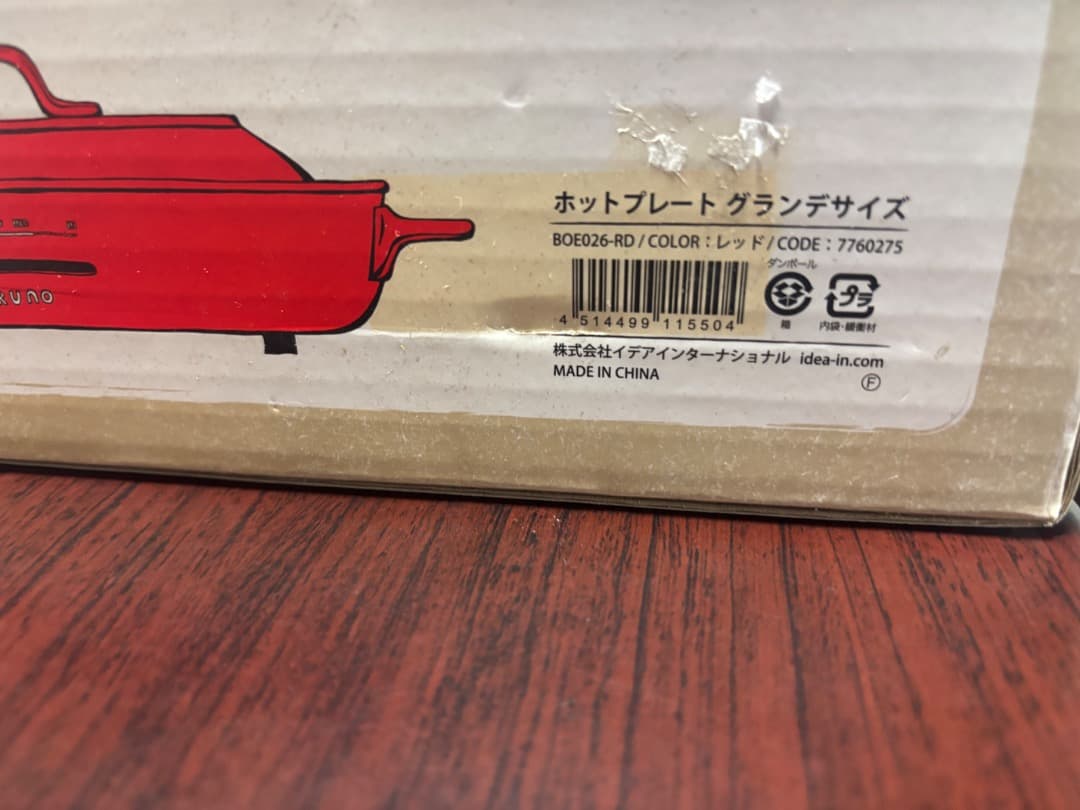 ホットプレート グランデサイズ
BOE026-RD / COLOR : レッド / CODE : 7760275
ダンボール
プラ
箱
内袋・緩衝材
4 514499 115504
株式会社イデアインターナショナル idea-in.com
MADE IN CHINA
F
uno